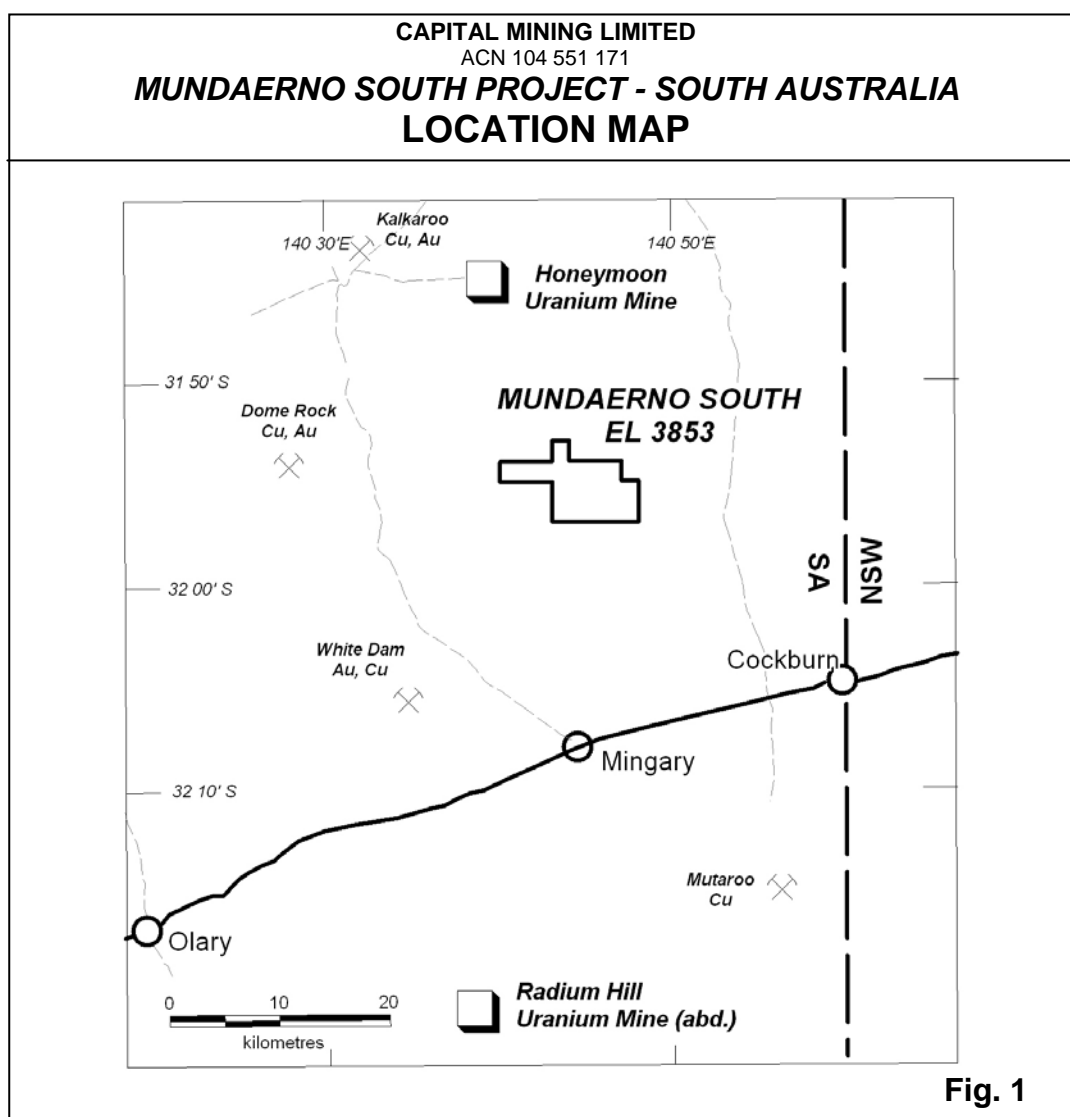 CAPITAL MINING LIMITED
ACN 104 551 171
MUNDAERNO SOUTH PROJECT - SOUTH AUSTRALIA
LOCATION MAP
Kalkaroo
Cu, Au
140 30'E
140 50'E
Honeymoon
Uranium Mine
31 50' S
MUNDAERNO SOUTH
EL 3853
Dome Rock
Cu, Au
SA
NSW
32 00' S
White Dam
Au, Cu
Cockburn
Mingary
32 10' S
Mutaroo
Cu
Olary
Radium Hill
Uranium Mine (abd.)
0 10 20
kilometres
Fig. 1